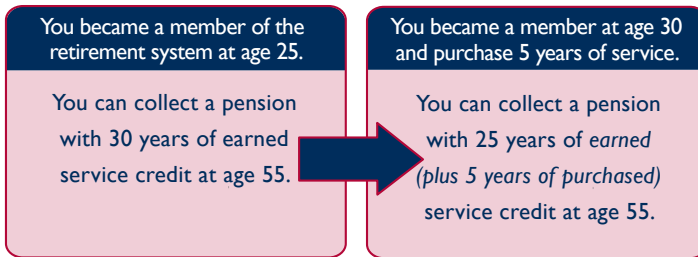 You became a member of the
retirement system at age 25.
You can collect a pension
with 30 years of earned
service credit at age 55.
You became a member at age 30
and purchase 5 years of service.
You can collect a pension
with 25 years of earned
(plus 5 years of purchased)
service credit at age 55.